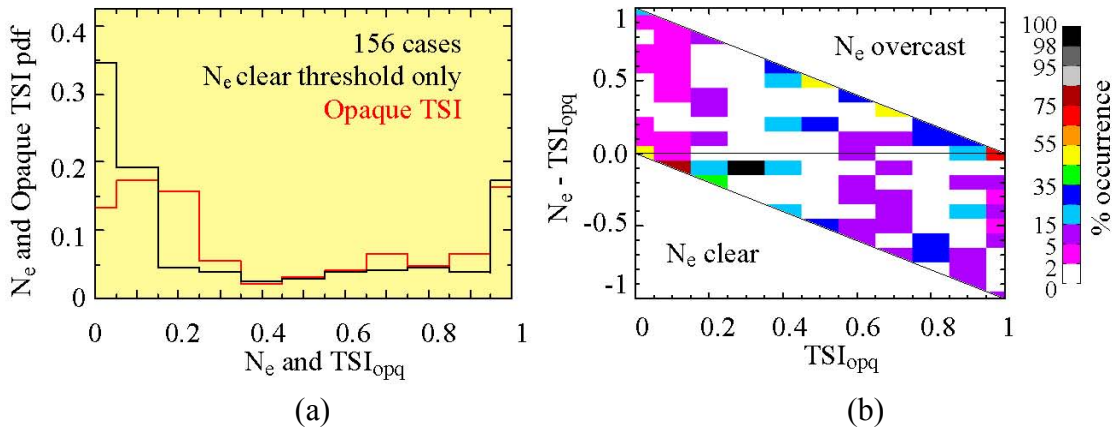 156 cases
Nₑ clear threshold only
Opaque TSI
Nₑ and Opaque TSI pdf
0.4
0.3
0.2
0.1
0
0 0.2 0.4 0.6 0.8 1
Nₑ and TSIopq
(a)
Nₑ overcast
Nₑ clear
Nₑ - TSIopq
1
0.5
0.0
-0.5
-1
0 0.2 0.4 0.6 0.8 1
TSIopq
(b)
100
98
95
75
55
35
15
5
2
0
% occurrence